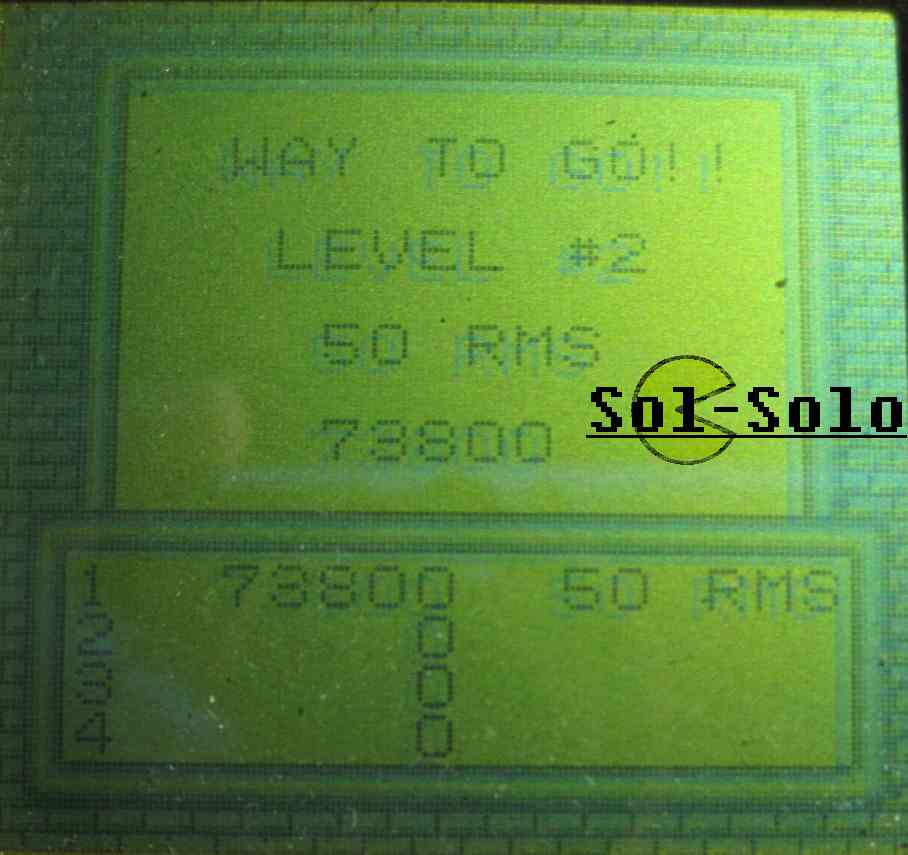 WAY TO GO!!
LEVEL #2
50 RMS
Sol-Solo
73800
1 73800 50 RMS
2 0
3 0
4 0